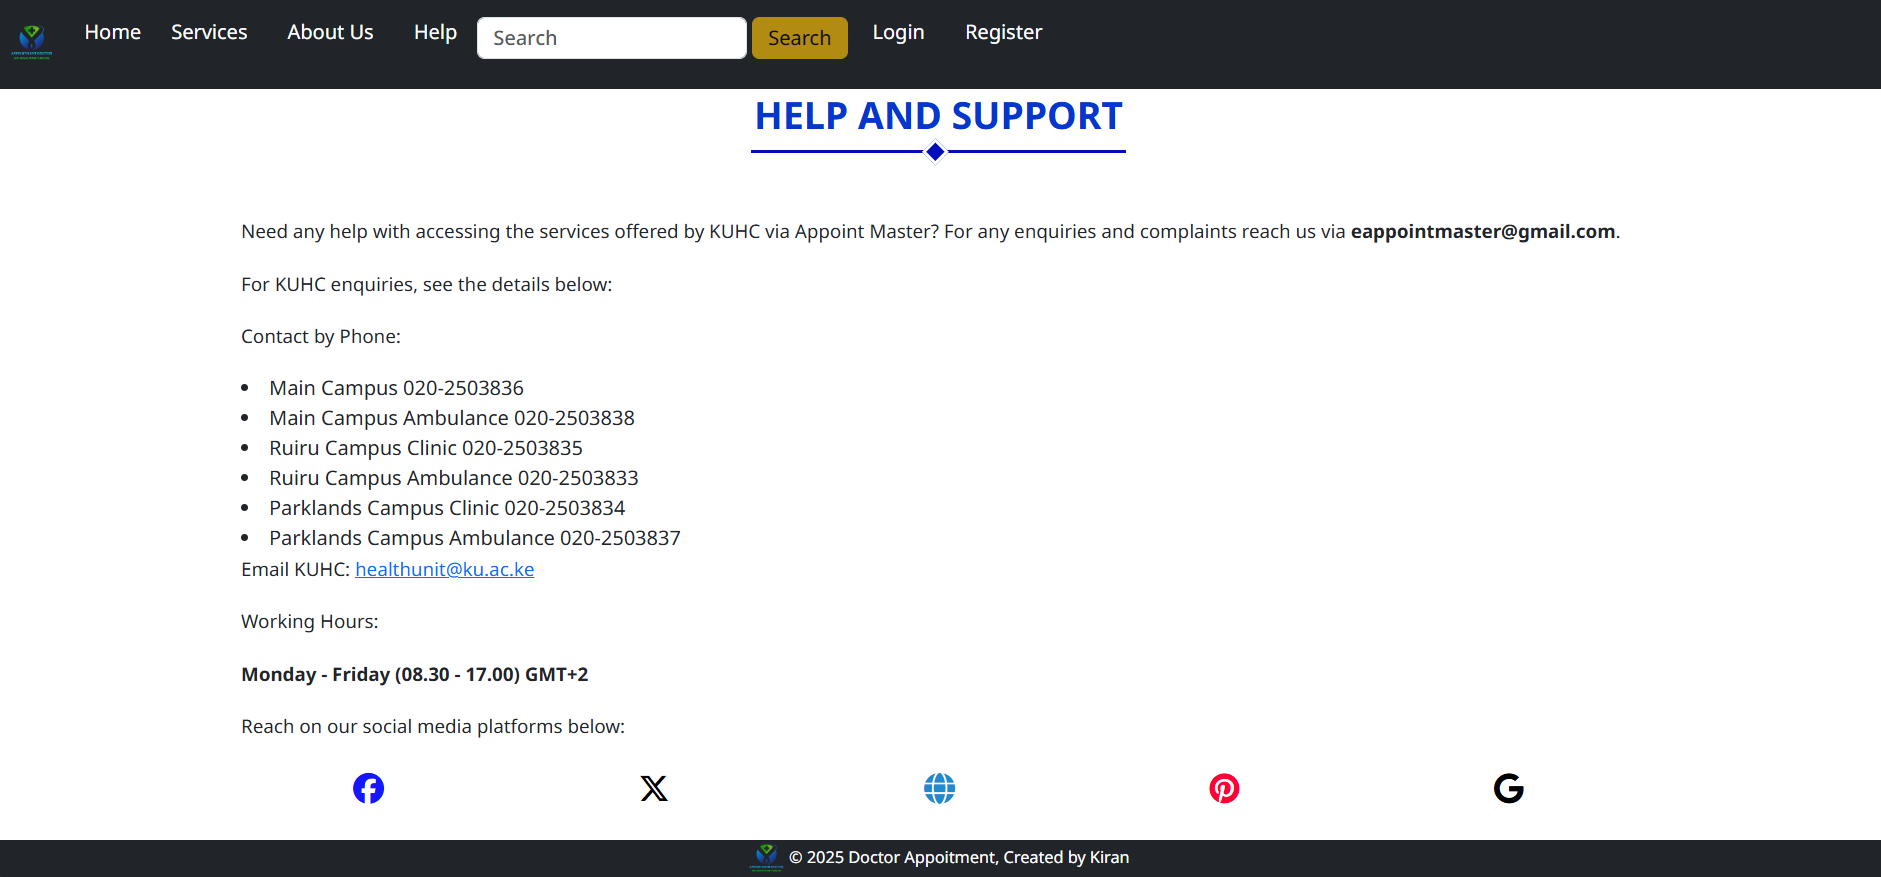 Home Services About Us Help Search Search Login Register
HELP AND SUPPORT
Need any help with accessing the services offered by KUHC via Appoint Master? For any enquiries and complaints reach us via eappointmaster@gmail.com.
For KUHC enquiries, see the details below:
Contact by Phone:
• Main Campus 020-2503836
• Main Campus Ambulance 020-2503838
• Ruiru Campus Clinic 020-2503835
• Ruiru Campus Ambulance 020-2503833
• Parklands Campus Clinic 020-2503834
• Parklands Campus Ambulance 020-2503837
Email KUHC: healthunit@ku.ac.ke
Working Hours:
Monday - Friday (08.30 - 17.00) GMT+2
Reach on our social media platforms below:
© 2025 Doctor Appoitment, Created by Kiran